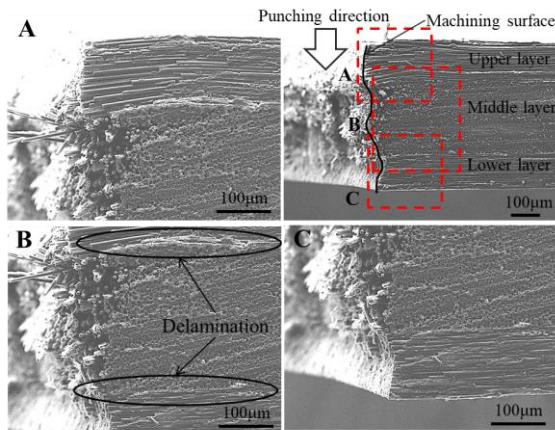 A
100μm
Punching direction
Machining surface
Upper layer
A
Middle layer
B
Lower layer
C
100μm
B
Delamination
100μm
C
100μm